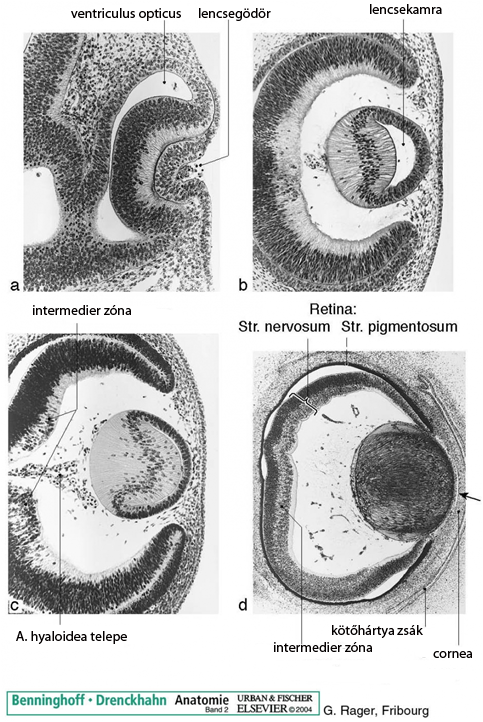 ventriculus opticus
lencsegödör
lencsekamra
a
b
intermedier zóna
Retina:
Str. nervosum Str. pigmentosum
c
d
A. hyaloidea telepe
kötőhártya zsák
intermedier zóna
cornea
Benninghoff · Drenckhahn Anatomie Band 2 URBAN & FISCHER ELSEVIER ©2004
G. Rager, Fribourg